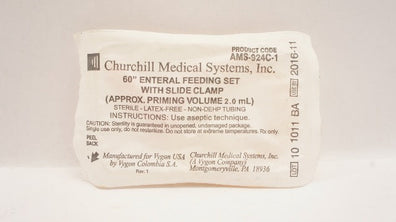 PRODUCT CODE
AMS-924C-1
Churchill Medical Systems, Inc.
60" ENTERAL FEEDING SET
WITH SLIDE CLAMP
(APPROX. PRIMING VOLUME 2.0 mL)
STERILE - LATEX-FREE - NON-DEHP TUBING
INSTRUCTIONS: Use aseptic technique.
CAUTION: Sterility is guaranteed in unopened, undamaged package.
Single use only, do not resterilize. Do not store at extreme temperatures. Rx only.
PEEL
BACK
Manufactured for Vygon USA
by Vygon Colombia S.A.
Rev. 1
Churchill Medical Systems, Inc.
(A Vygon Company)
Montgomeryville, PA 18936
LOT 10 1011 BA 2016-11